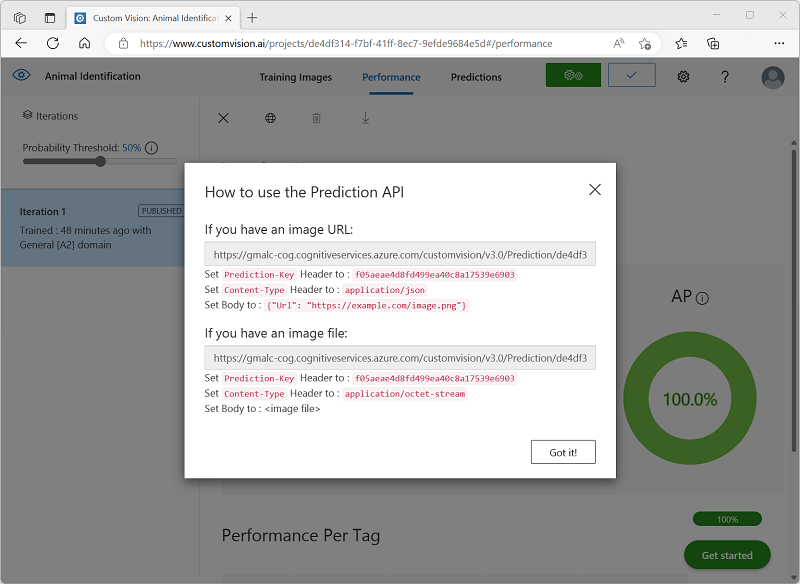 Custom Vision: Animal Identificat
https://www.customvision.ai/projects/de4df314-f7bf-41ff-8ec7-9efde9684e5d#/performance
Animal Identification
Training Images
Performance
Predictions
Iterations
Probability Threshold: 50%
Iteration 1
PUBLISHED
Trained : 48 minutes ago with
General [A2] domain
How to use the Prediction API
If you have an image URL:
https://gmalc-cog.cognitiveservices.azure.com/customvision/v3.0/Prediction/de4df3
Set Prediction-Key Header to : f05aeae4d8fd499ea40c8a17539e6903
Set Content-Type Header to : application/json
Set Body to : {"Url": "https://example.com/image.png"}
If you have an image file:
https://gmalc-cog.cognitiveservices.azure.com/customvision/v3.0/Prediction/de4df3
Set Prediction-Key Header to : f05aeae4d8fd499ea40c8a17539e6903
Set Content-Type Header to : application/octet-stream
Set Body to : <image file>
Got it!
AP
100.0%
Performance Per Tag
100%
Get started